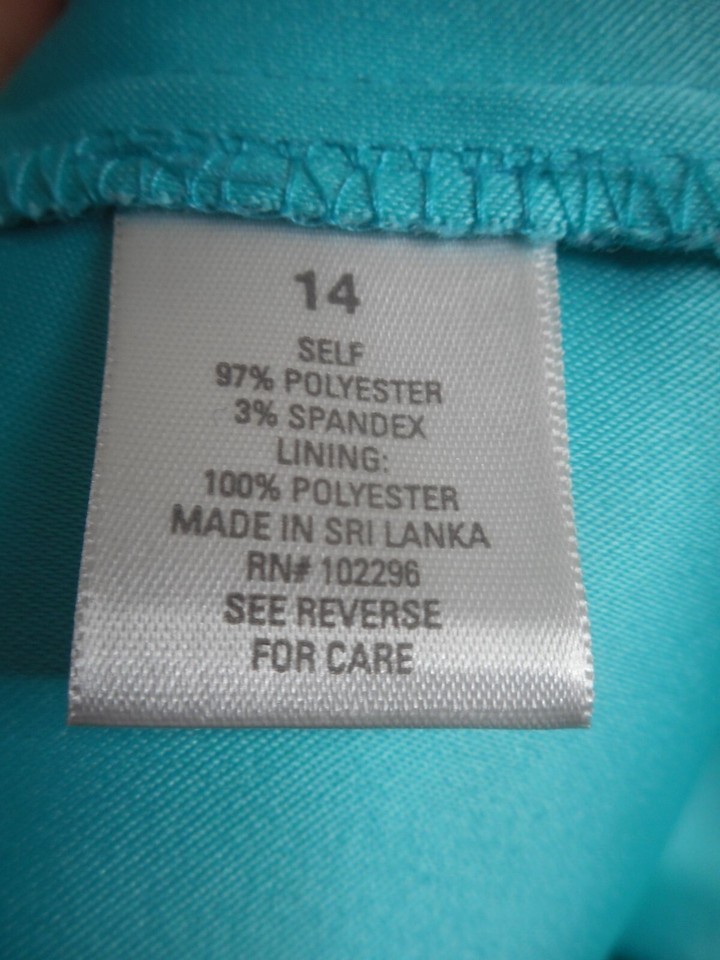 14
SELF
97% POLYESTER
3% SPANDEX
LINING:
100% POLYESTER
MADE IN SRI LANKA
RN# 102296
SEE REVERSE
FOR CARE